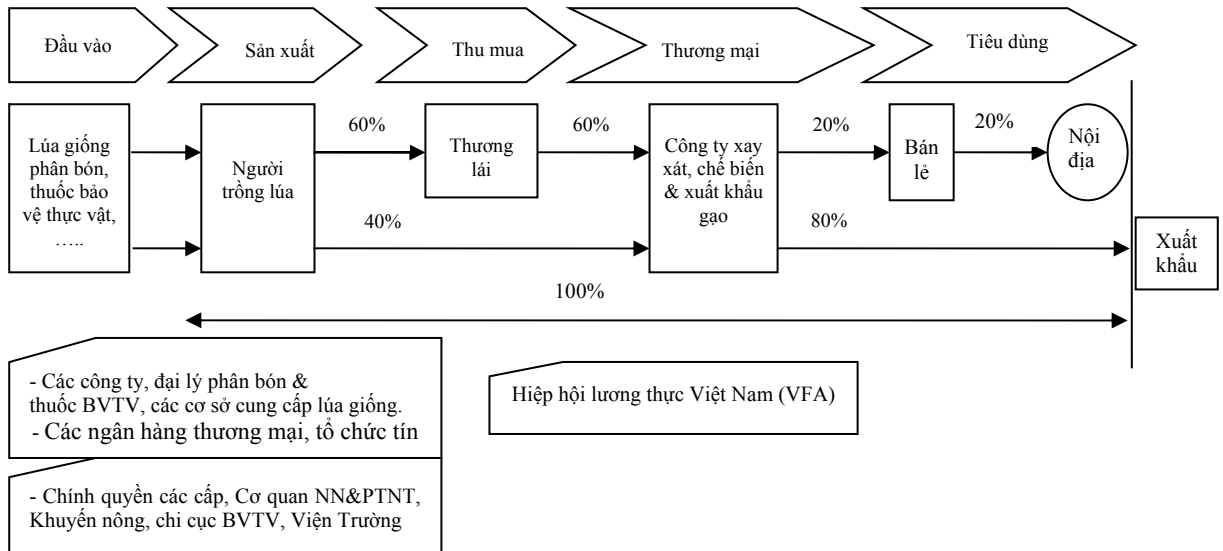 Đầu vào
Sản xuất
Thu mua
Thương mại
Tiêu dùng
Lúa giống
phân bón,
thuốc bảo
vệ thực vật,
…..
Người
trồng lúa
60%
Thương
lái
60%
Công ty xay
xát, chế biến
& xuất khẩu
gạo
20%
Bán
lẻ
20%
Nội
địa
40%
80%
Xuất
khẩu
100%
- Các công ty, đại lý phân bón &
thuốc BVTV, các cơ sở cung cấp lúa giống.
- Các ngân hàng thương mại, tổ chức tín
Hiệp hội lương thực Việt Nam (VFA)
- Chính quyền các cấp, Cơ quan NN&PTNT,
Khuyến nông, chi cục BVTV, Viện Trường